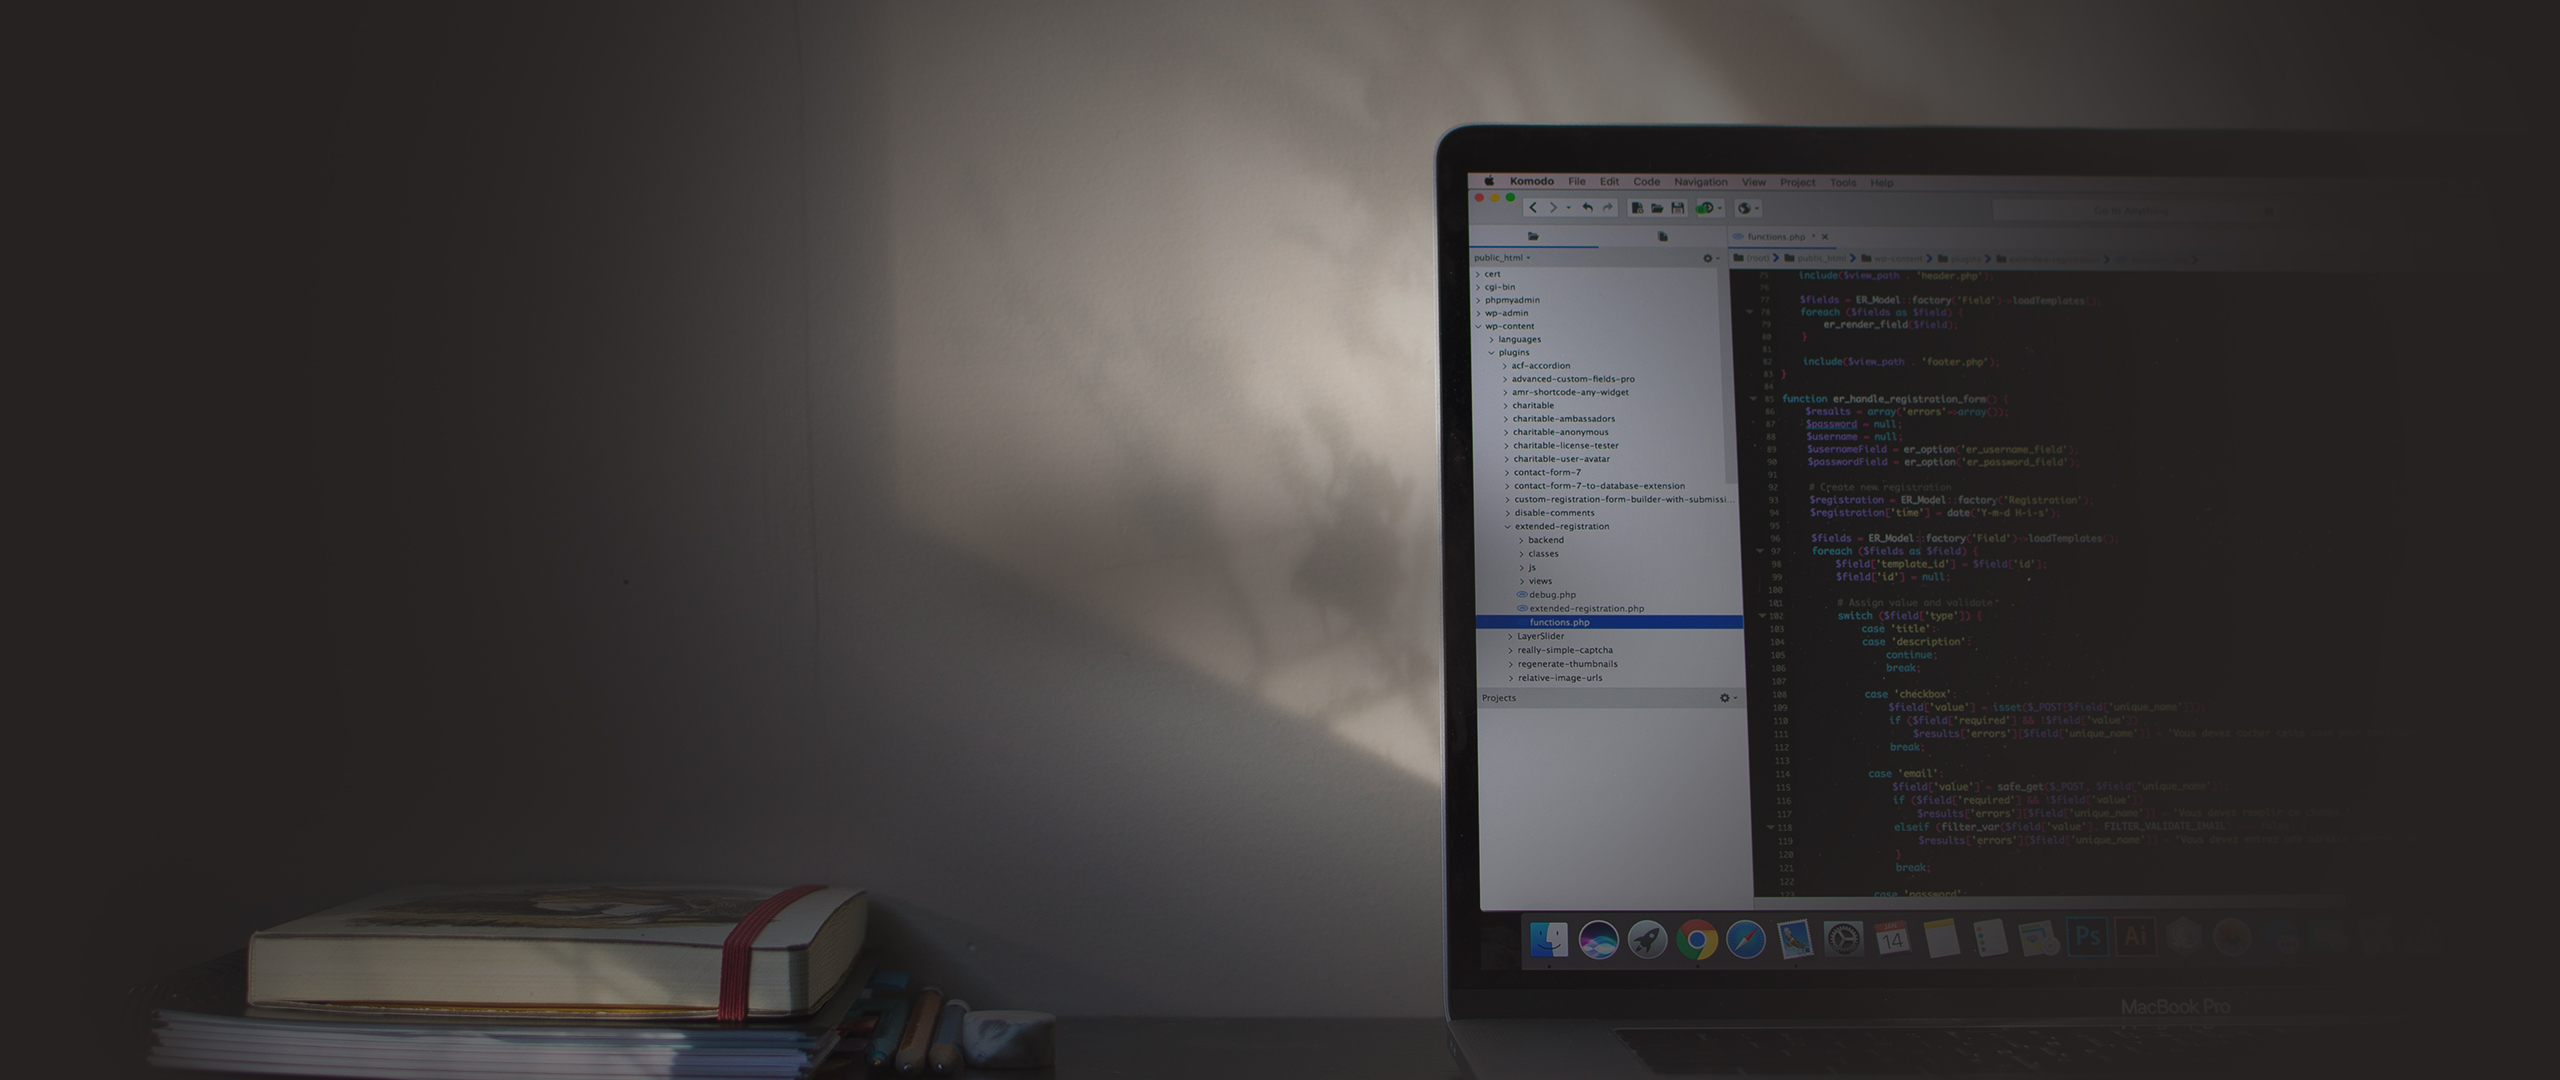 Komodo File Edit Code Navigation View Project Tools Help
Go to Anything
functions.php
public_html
(root) public_html wp-content plugins
cert
cgi-bin
phpmyadmin
wp-admin
wp-content
languages
plugins
acf-accordion
advanced-custom-fields-pro
amr-shortcode-any-widget
charitable
charitable-ambassadors
charitable-anonymous
charitable-license-tester
charitable-user-avatar
contact-form-7
contact-form-7-to-database-extension
custom-registration-form-builder-with-submissi...
disable-comments
extended-registration
backend
classes
js
views
debug.php
extended-registration.php
functions.php
LayerSlider
really-simple-captcha
regenerate-thumbnails
relative-image-urls
Projects
75 include($view_path . 'header.php');
76
77 $fields = ER_Model::factory('Field')->loadTemplates();
78 foreach ($fields as $field) {
79 er_render_field($field);
80 }
81
82 include($view_path . 'footer.php');
83 }
84
85 function er_handle_registration_form() {
86 $results = array('errors'=>array());
87 $password = null;
88 $username = null;
89 $usernameField = er_option('er_username_field');
90 $passwordField = er_option('er_password_field');
91
92 # Create new registration
93 $registration = ER_Model::factory('Registration');
94 $registration['time'] = date('Y-m-d H-i-s');
95
96 $fields = ER_Model::factory('Field')->loadTemplates();
97 foreach ($fields as $field) {
98 $field['template_id'] = $field['id'];
99 $field['id'] = null;
100
101 # Assign value and validate
102 switch ($field['type']) {
103 case 'title':
104 case 'description':
105 continue;
106 break;
107
108 case 'checkbox':
109 $field['value'] = isset($_POST[$field['unique_name']]);
110 if ($field['required'] && !$field['value'])
111 $results['errors'][$field['unique_name']] = 'Vous devez cocher cette case pour
112 break;
113
114 case 'email':
115 $field['value'] = safe_get($_POST, $field['unique_name']);
116 if ($field['required'] && !$field['value'])
117 $results['errors'][$field['unique_name']] = 'Vous devez remplir ce
118 elseif (filter_var($field['value'], FILTER_VALIDATE_EMAIL)
119 $results['errors'][$field['unique_name']] = 'Vous devez
120 }
121 break;
122
123 case 'password':
JAN
14
Ps Ai
MacBook Pro